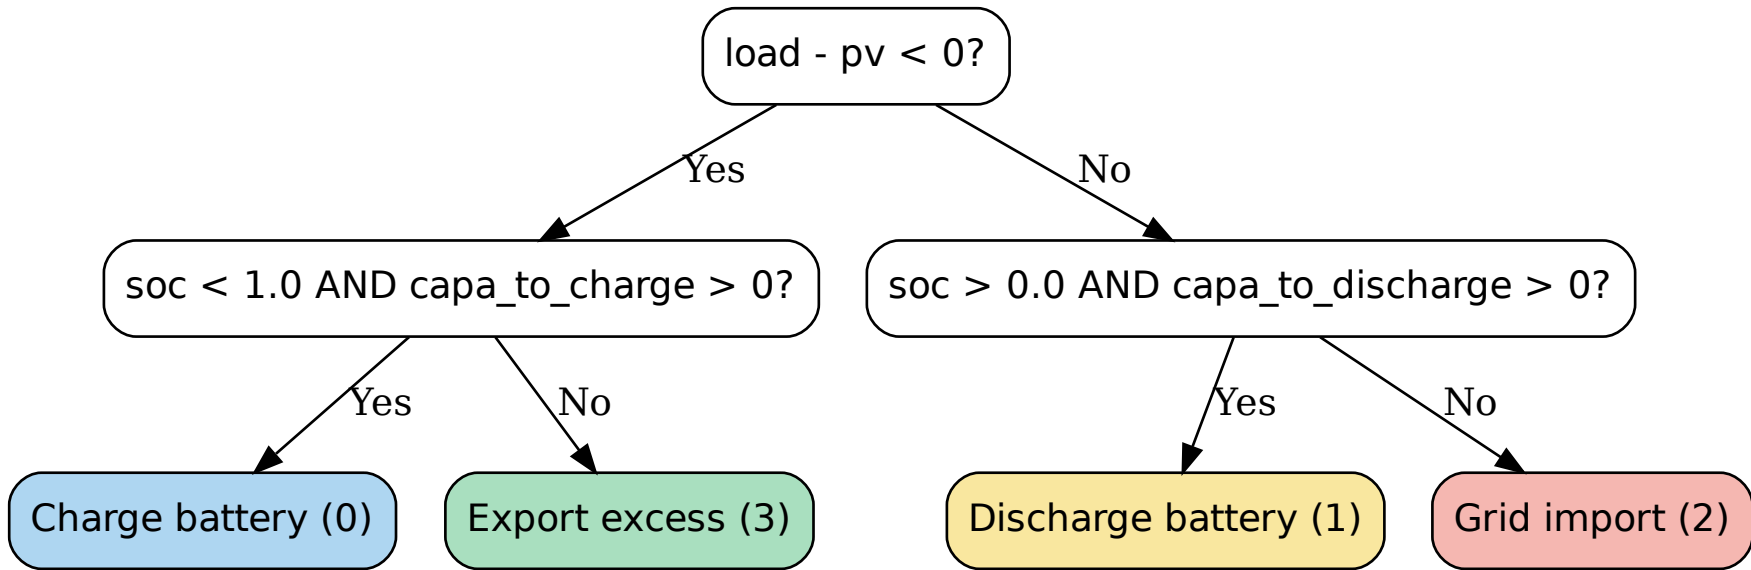 load - pv < 0?
Yes
No
soc < 1.0 AND capa_to_charge > 0?
soc > 0.0 AND capa_to_discharge > 0?
Yes
No
Yes
No
Charge battery (0)
Export excess (3)
Discharge battery (1)
Grid import (2)